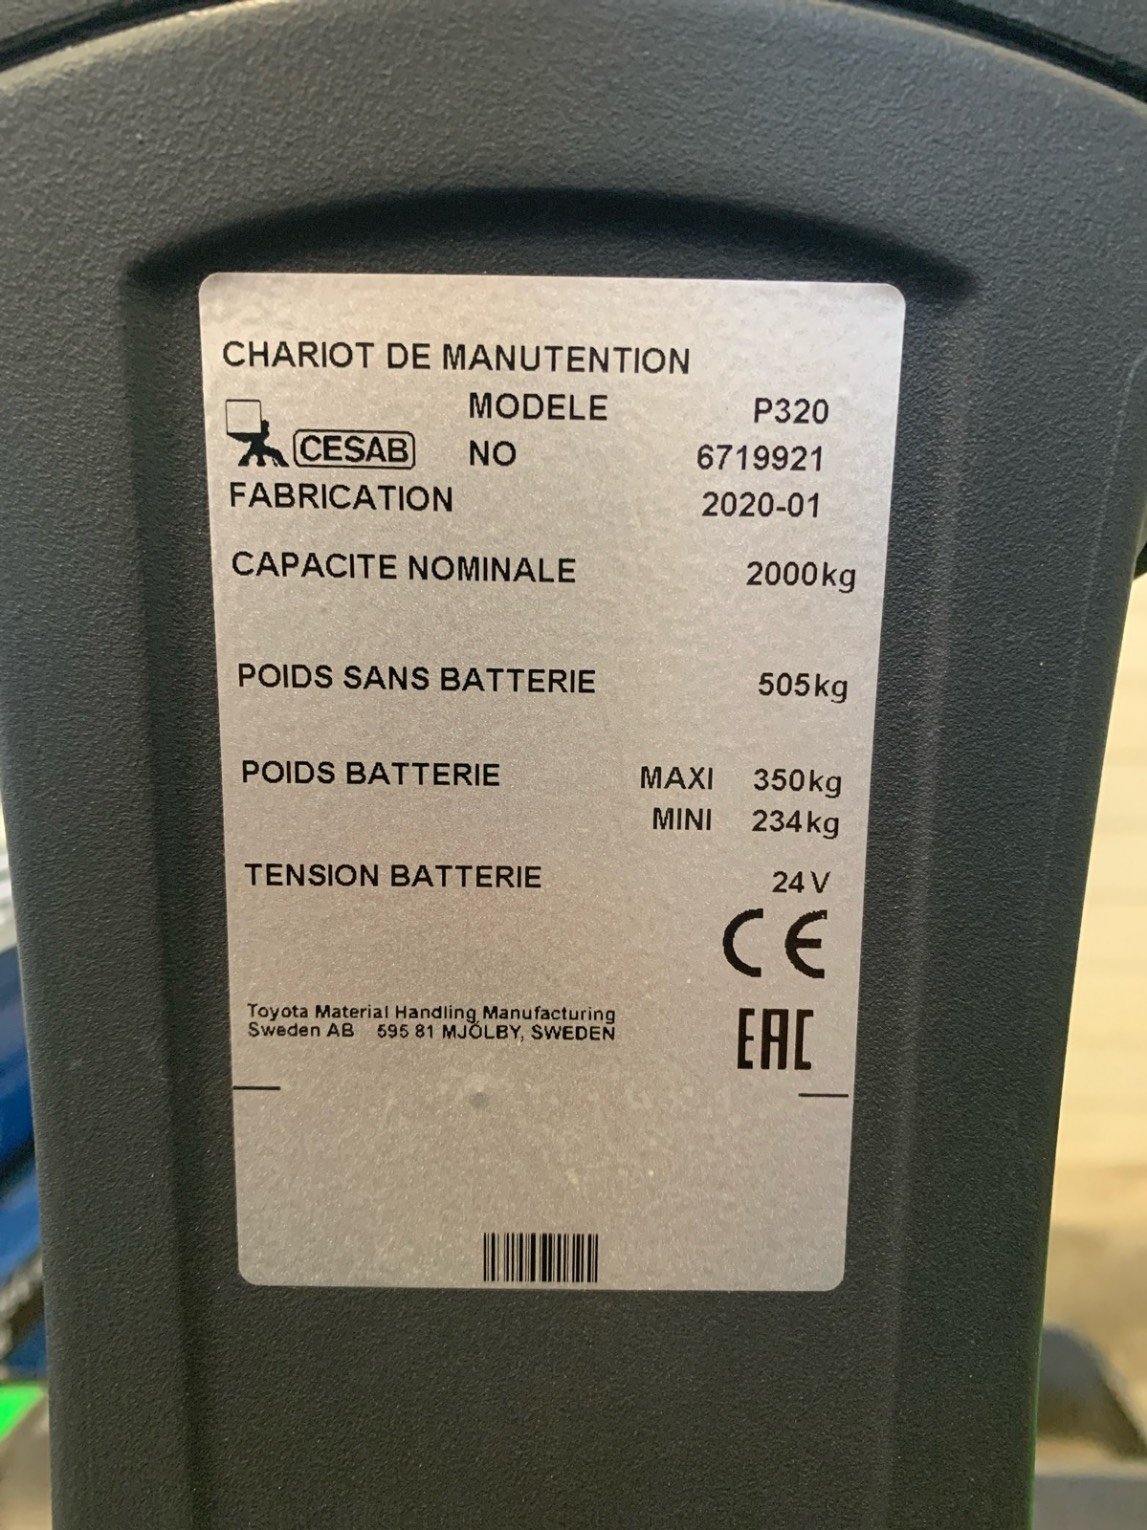 CHARIOT DE MANUTENTION
MODELE P320
CESAB NO 6719921
FABRICATION 2020-01
CAPACITE NOMINALE 2000kg
POIDS SANS BATTERIE 505kg
POIDS BATTERIE MAXI 350kg
MINI 234kg
TENSION BATTERIE 24V
CE
Toyota Material Handling Manufacturing
Sweden AB 595 81 MJÖLBY, SWEDEN
EAC